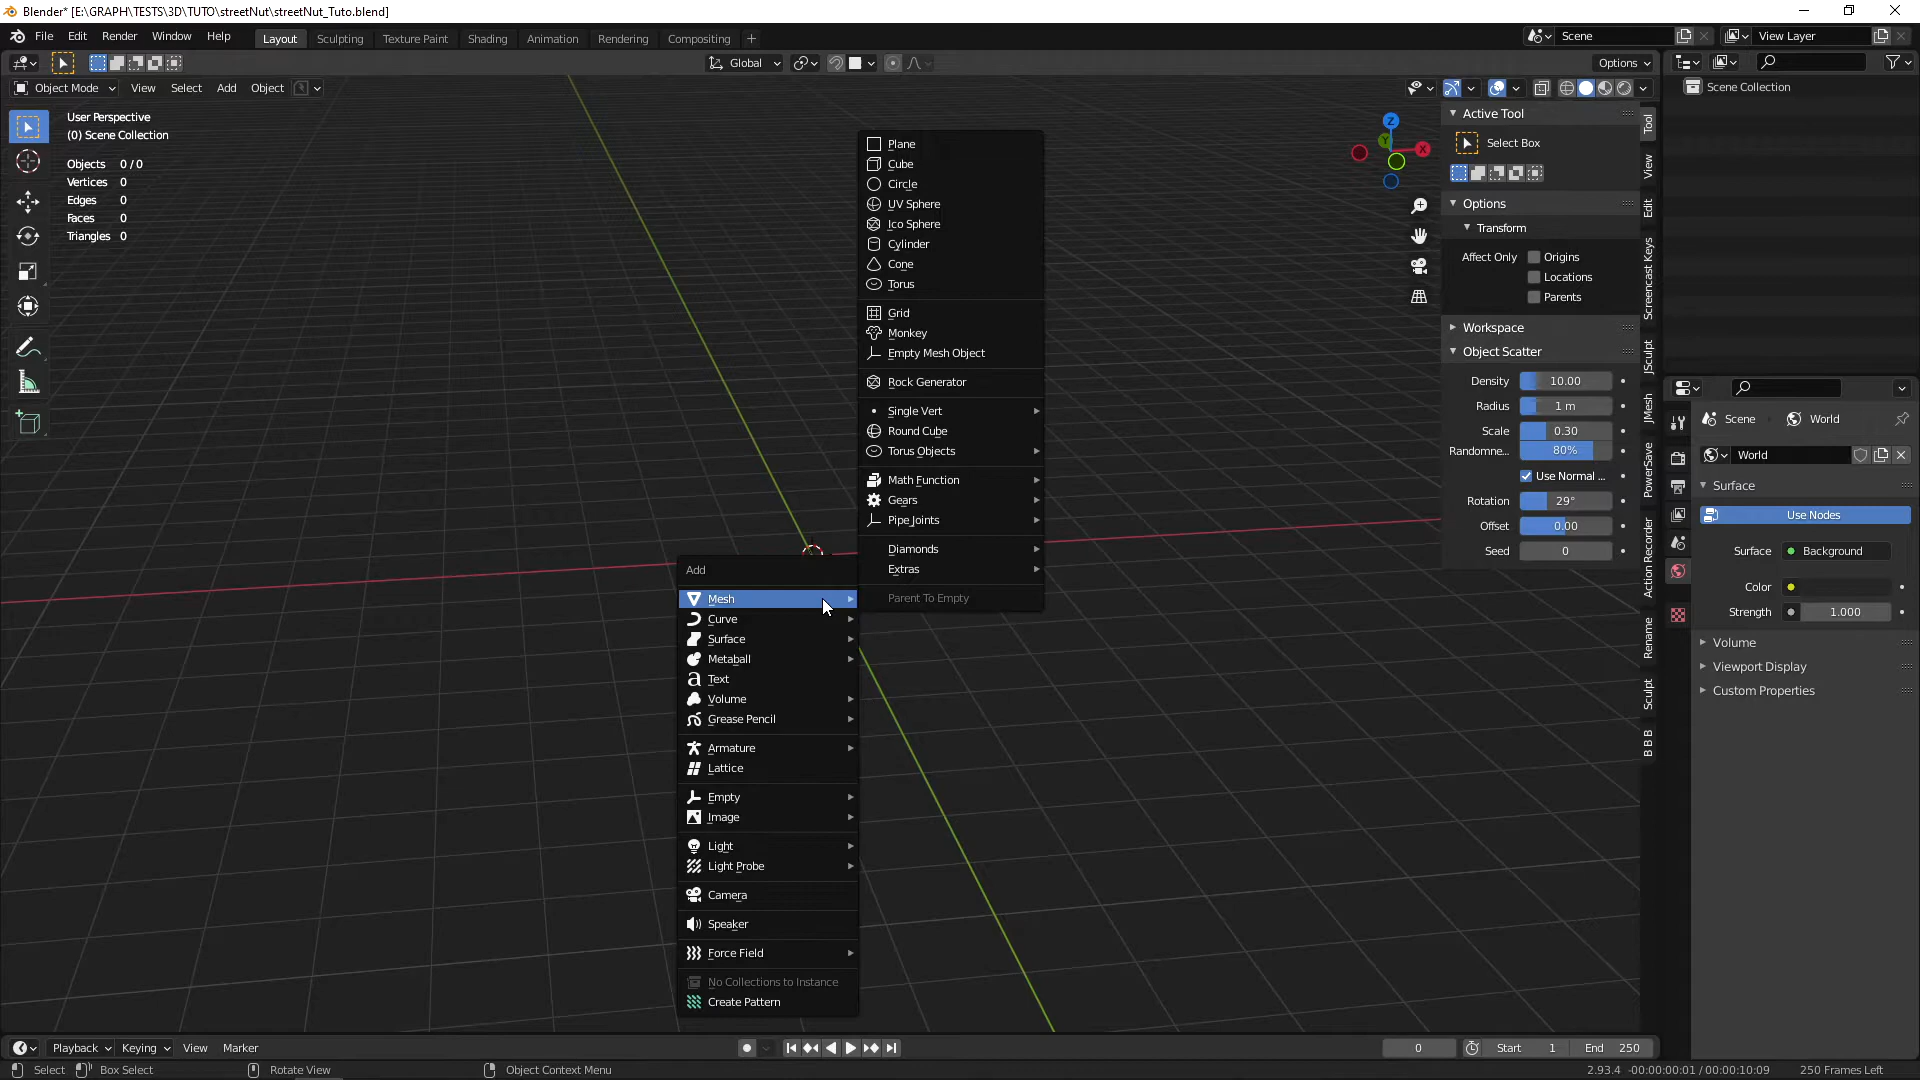 Blender* [E:\GRAPH\TESTS\3D\TUTO\streetNut\streetNut_Tuto.blend]
File Edit Render Window Help Layout Sculpting Texture Paint Shading Animation Rendering Compositing + Scene View Layer
Global Options
Object Mode View Select Add Object
User Perspective
(0) Scene Collection
Objects 0 / 0
Vertices 0
Edges 0
Faces 0
Triangles 0
Plane
Cube
Circle
UV Sphere
Ico Sphere
Cylinder
Cone
Torus
Grid
Monkey
Empty Mesh Object
Rock Generator
Single Vert
Round Cube
Torus Objects
Math Function
Gears
Pipe Joints
Diamonds
Extras
Parent To Empty
Add
Mesh
Curve
Surface
Metaball
Text
Volume
Grease Pencil
Armature
Lattice
Empty
Image
Light
Light Probe
Camera
Speaker
Force Field
No Collections to Instance
Create Pattern
Z
Y
X
Active Tool
Select Box
Options
Transform
Affect Only Origins
Locations
Parents
Workspace
Object Scatter
Density 10.00
Radius 1 m
Scale 0.30
Randomne... 80%
Use Normal ...
Rotation 29°
Offset 0.00
Seed 0
Tool
View
Edit
Screencast Keys
JSculpt
JMesh
PowerSave
Action Recorder
Rename
Sculpt
B B B
Scene Collection
Scene World
World
Surface
Use Nodes
Surface Background
Color
Strength 1.000
Volume
Viewport Display
Custom Properties
Playback Keying View Marker 0 Start 1 End 250
Select Box Select Rotate View Object Context Menu 2.93.4 -00:00:00:01 / 00:00:10:09 250 Frames Left